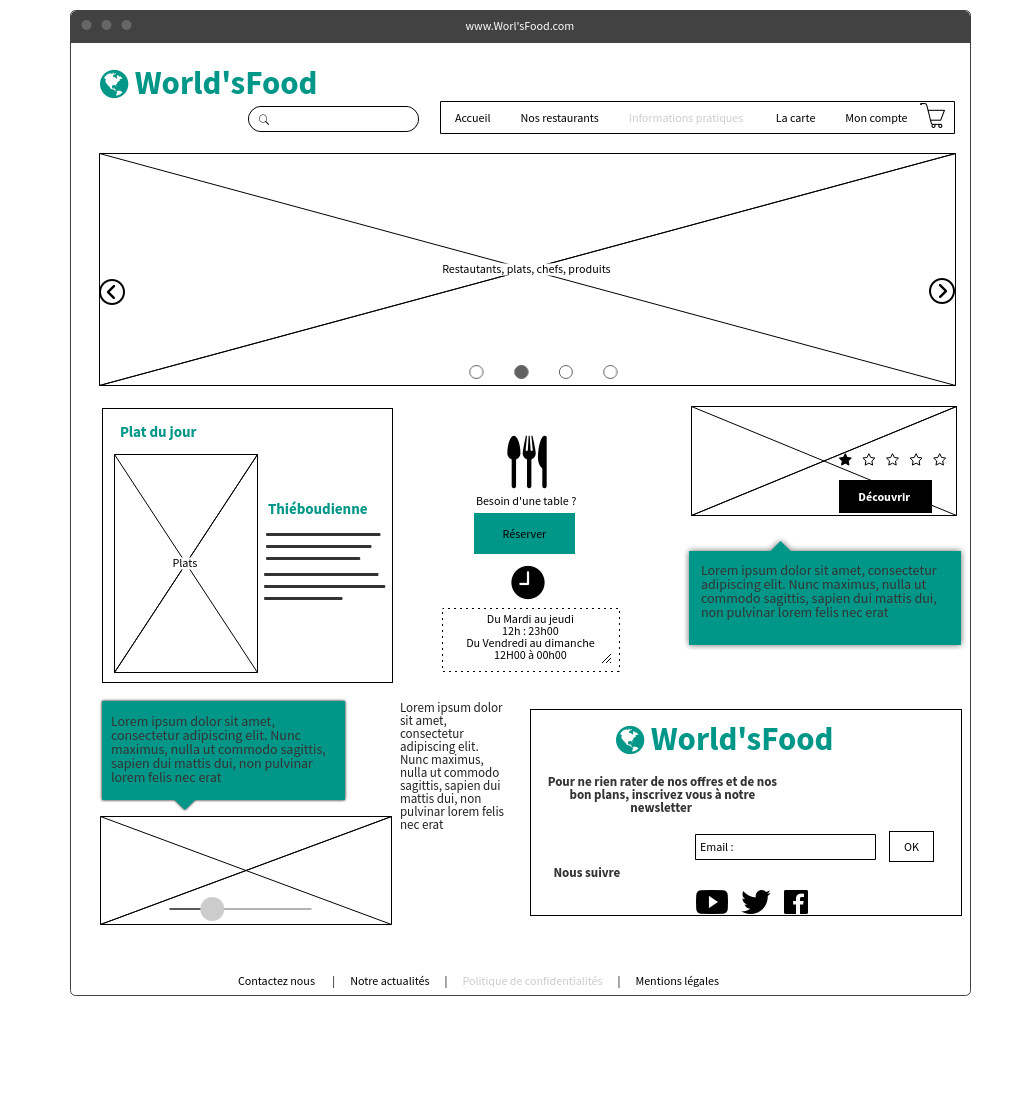 www.Worl'sFood.com
World'sFood
Accueil
Nos restaurants
Informations pratiques
La carte
Mon compte
Restautants, plats, chefs, produits
Plat du jour
Thiéboudienne
Plats
Besoin d'une table ?
Réserver
Du Mardi au jeudi
12h : 23h00
Du Vendredi au dimanche
12H00 à 00h00
Découvrir
Lorem ipsum dolor sit amet, consectetur
adipiscing elit. Nunc maximus, nulla ut
commodo sagittis, sapien dui mattis dui,
non pulvinar lorem felis nec erat
Lorem ipsum dolor sit amet,
consectetur adipiscing elit. Nunc
maximus, nulla ut commodo sagittis,
sapien dui mattis dui, non pulvinar
lorem felis nec erat
Lorem ipsum dolor
sit amet,
consectetur
adipiscing elit.
Nunc maximus,
nulla ut commodo
sagittis, sapien dui
mattis dui, non
pulvinar lorem felis
nec erat
World'sFood
Pour ne rien rater de nos offres et de nos
bon plans, inscrivez vous à notre
newsletter
Email :
OK
Nous suivre
Contactez nous | Notre actualités | Politique de confidentialités | Mentions légales